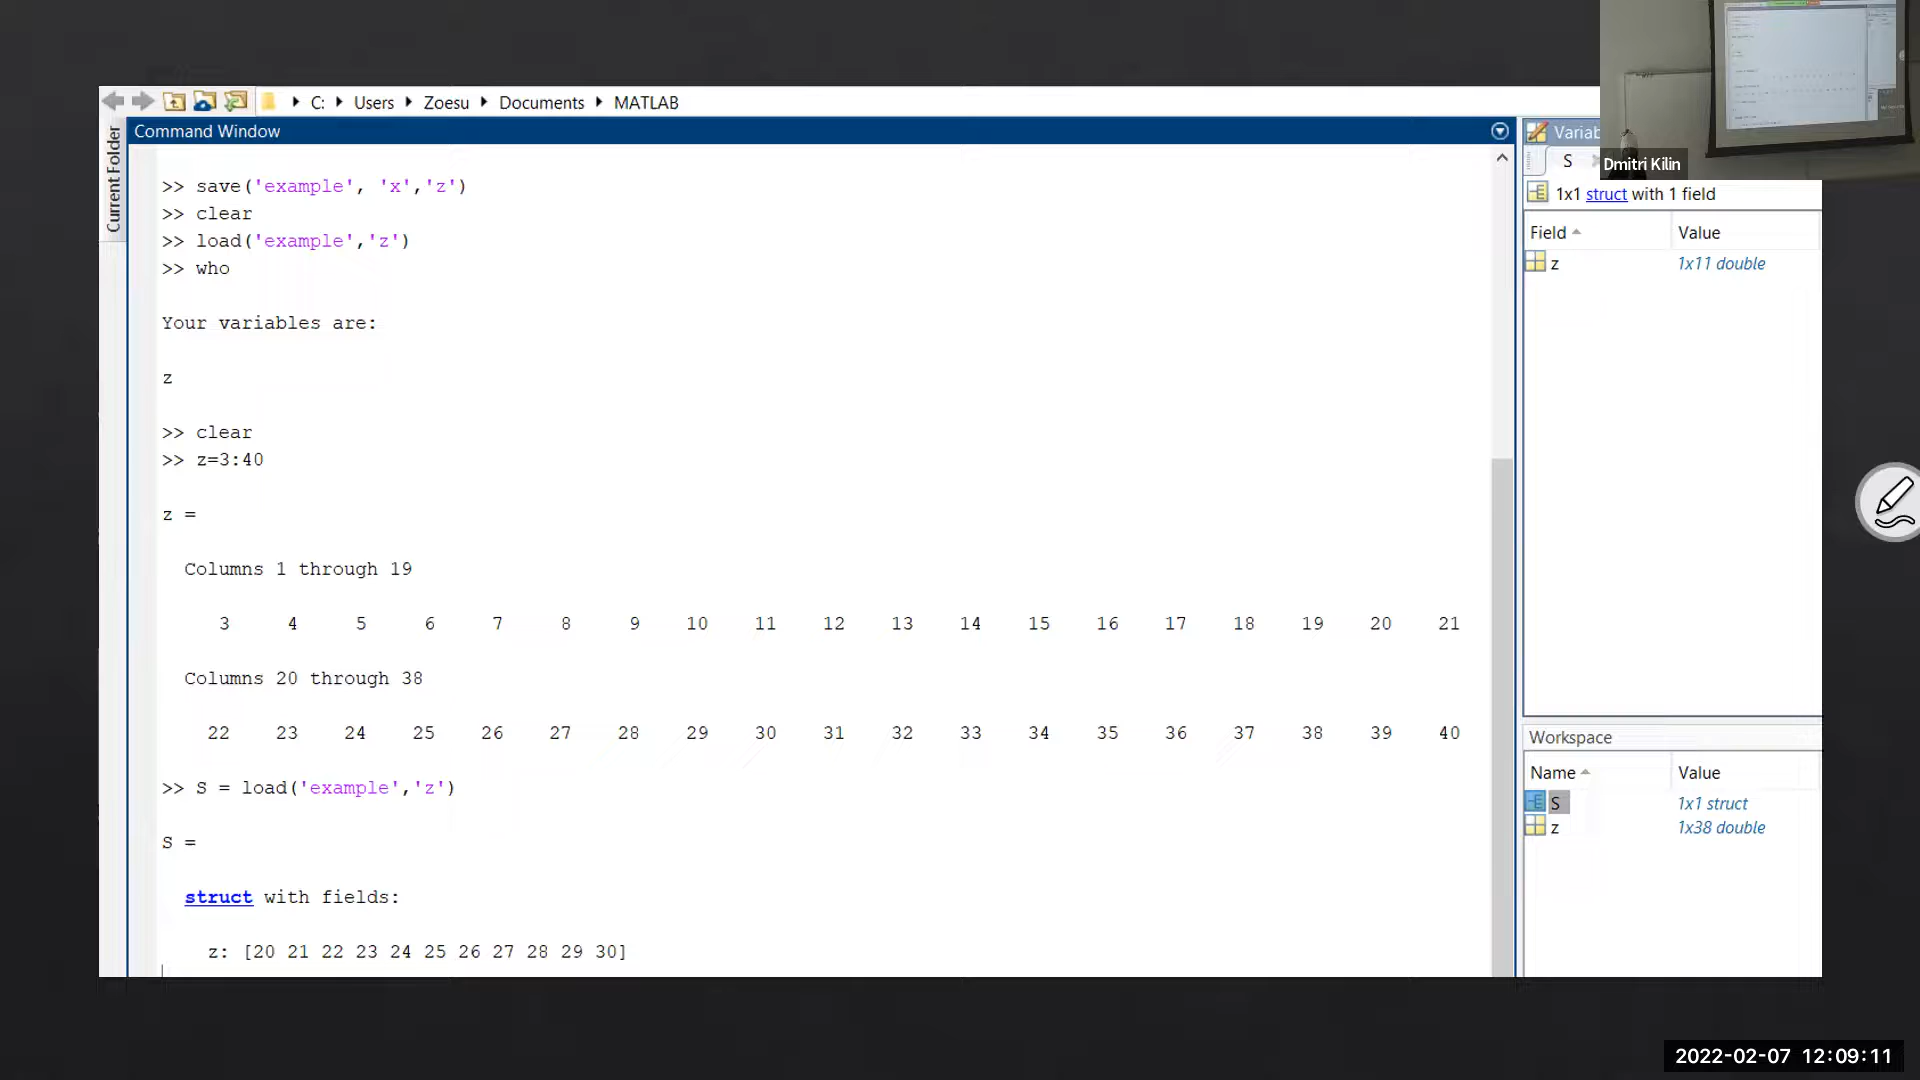 C: Users Zoesu Documents MATLAB
Current Folder
Command Window
>> save('example', 'x','z')
>> clear
>> load('example','z')
>> who
Your variables are:
z
>> clear
>> z=3:40
z =
Columns 1 through 19
3 4 5 6 7 8 9 10 11 12 13 14 15 16 17 18 19 20 21
Columns 20 through 38
22 23 24 25 26 27 28 29 30 31 32 33 34 35 36 37 38 39 40
>> S = load('example','z')
S =
struct with fields:
z: [20 21 22 23 24 25 26 27 28 29 30]
Variab
S
Dmitri Kilin
1x1 struct with 1 field
Field Value
z 1x11 double
Workspace
Name Value
S 1x1 struct
z 1x38 double
2022-02-07 12:09:11